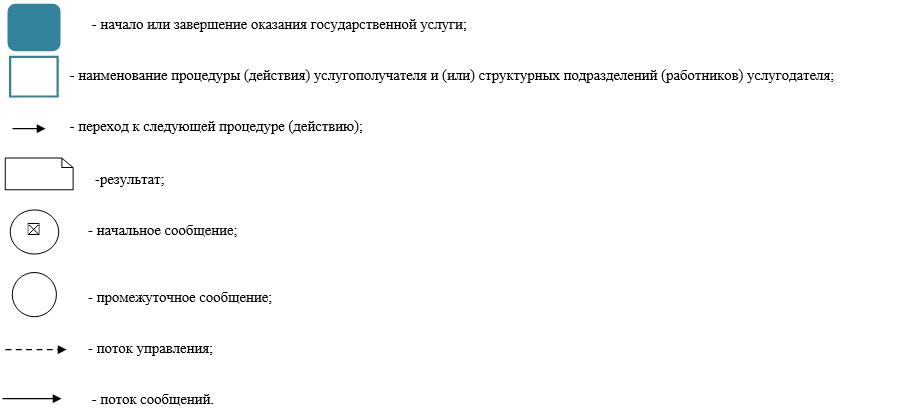 - начало или завершение оказания государственной услуги;
- наименование процедуры (действия) услугополучателя и (или) структурных подразделений (работников) услугодателя;
- переход к следующей процедуре (действию);
-результат;
- начальное сообщение;
- промежуточное сообщение;
- поток управления;
- поток сообщений.